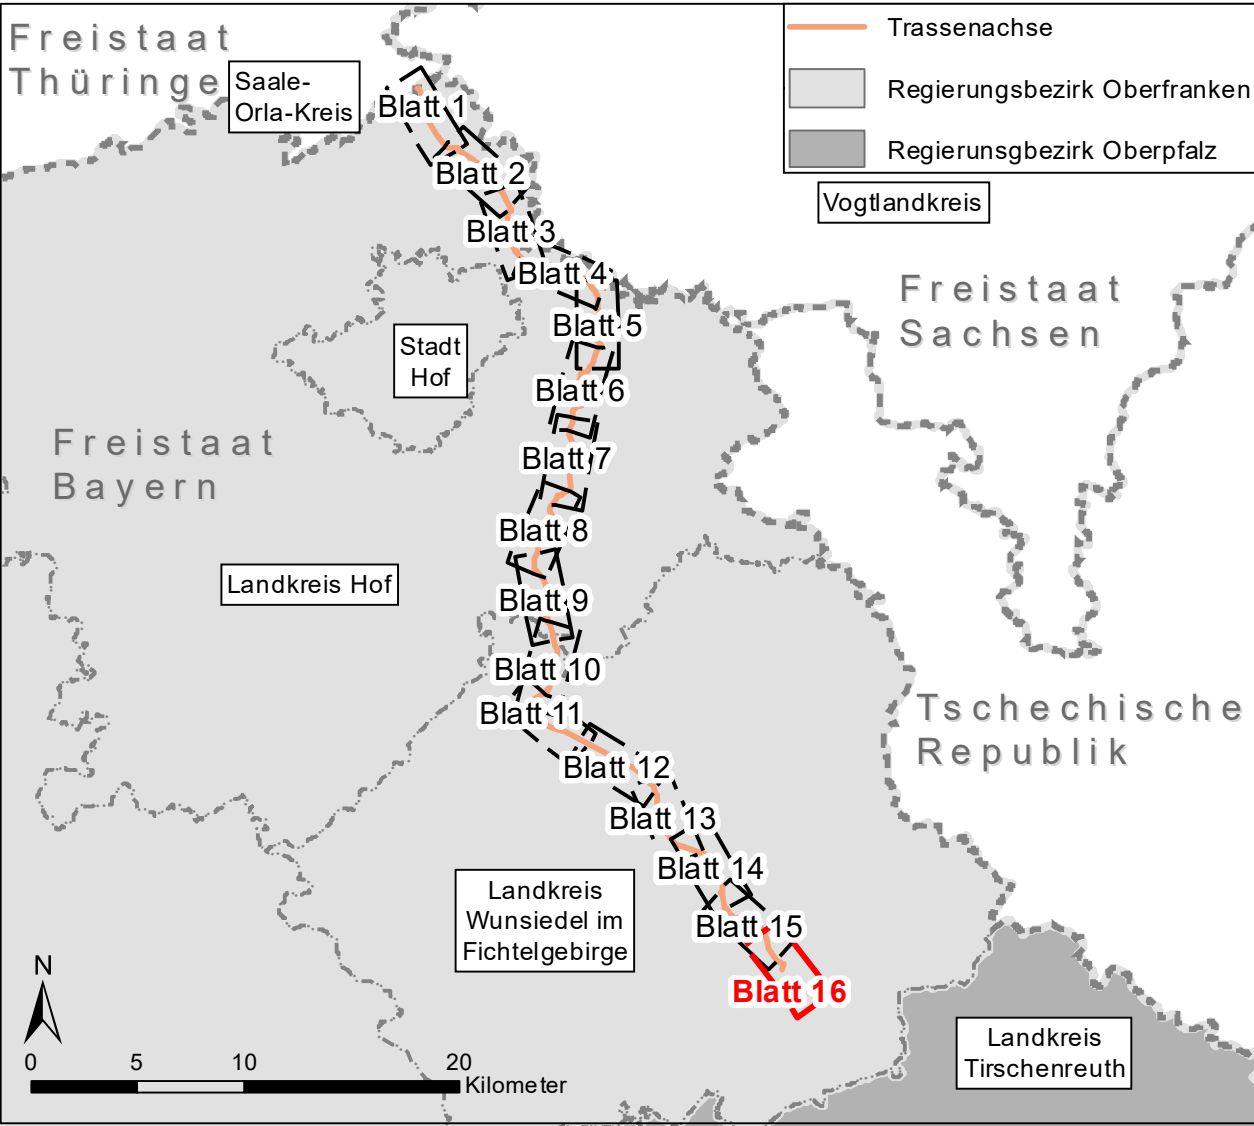 Freistaat
Thüringe
Saale-
Orla-Kreis
Trassenachse
Regierungsbezirk Oberfranken
Regierunsgbezirk Oberpfalz
Vogtlandkreis
Freistaat
Sachsen
Blatt 1
Blatt 2
Blatt 3
Blatt 4
Blatt 5
Blatt 6
Blatt 7
Blatt 8
Blatt 9
Blatt 10
Blatt 11
Blatt 12
Blatt 13
Blatt 14
Blatt 15
Blatt 16
Stadt
Hof
Freistaat
Bayern
Landkreis Hof
Tschechische
Republik
Landkreis
Wunsiedel im
Fichtelgebirge
Landkreis
Tirschenreuth
N
0 5 10 20
Kilometer